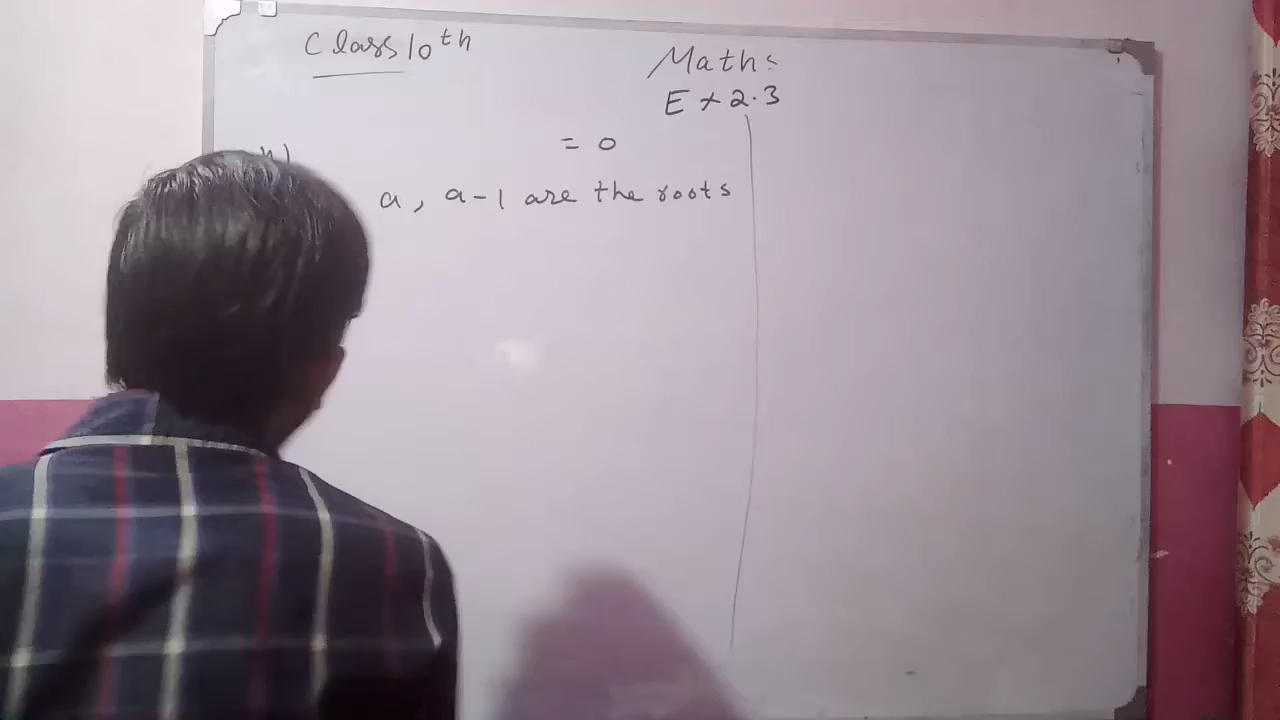 Class 10th
Maths
Ex 2.3
= 0
a, a-1 are the roots